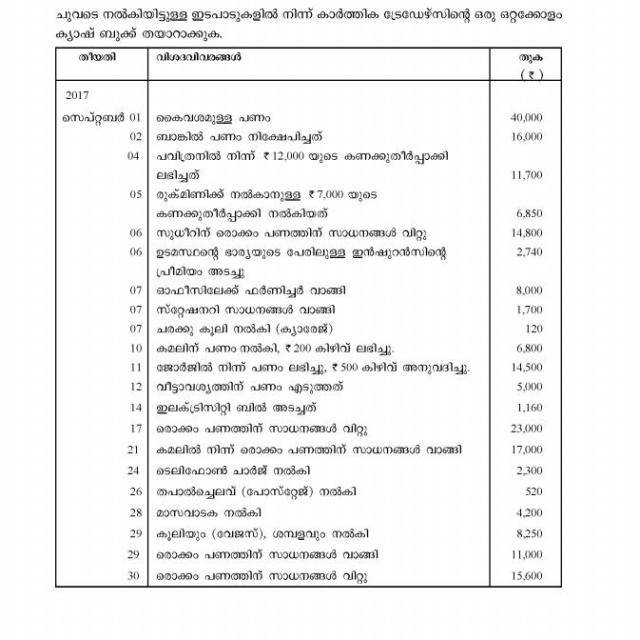 ചുവടെ നൽകിയിട്ടുള്ള ഇടപാടുകളിൽ നിന്ന് കാർത്തിക ട്രേഡേഴ്സിന്റെ ഒരു ഒറ്റക്കോളം
ക്യാഷ് ബുക്ക് തയാറാക്കുക.
തീയതി വിശദവിവരങ്ങൾ തുക
( ₹ )
2017
സെപ്റ്റബർ 01 കൈവശമുള്ള പണം 40,000
02 ബാങ്കിൽ പണം നിക്ഷേപിച്ചത് 16,000
04 പവിത്രനിൽ നിന്ന് ₹ 12,000 യുടെ കണക്കുതീർപ്പാക്കി
ലഭിച്ചത് 11,700
05 രുക്മിണിക്ക് നൽകാനുള്ള ₹ 7,000 യുടെ
കണക്കുതീർപ്പാക്കി നൽകിയത് 6,850
06 സുധീറിന് രൊക്കം പണത്തിന് സാധനങ്ങൾ വിറ്റു 14,800
06 ഉടമസ്ഥന്റെ ഭാര്യയുടെ പേരിലുള്ള ഇൻഷുറൻസിന്റെ 2,740
പ്രീമിയം അടച്ചു
07 ഓഫീസിലേക്ക് ഫർണിച്ചർ വാങ്ങി 8,000
07 സ്റ്റേഷനറി സാധനങ്ങൾ വാങ്ങി 1,700
07 ചരക്കു കൂലി നൽകി (ക്യാരേജ്) 120
10 കമലിന് പണം നൽകി, ₹ 200 കിഴിവ് ലഭിച്ചു. 6,800
11 ജോർജിൽ നിന്ന് പണം ലഭിച്ചു, ₹ 500 കിഴിവ് അനുവദിച്ചു. 14,500
12 വീട്ടാവശ്യത്തിന് പണം എടുത്തത് 5,000
14 ഇലക്ട്രിസിറ്റി ബിൽ അടച്ചത് 1,160
17 രൊക്കം പണത്തിന് സാധനങ്ങൾ വിറ്റു 23,000
21 കമലിൽ നിന്ന് രൊക്കം പണത്തിന് സാധനങ്ങൾ വാങ്ങി 17,000
24 ടെലിഫോൺ ചാർജ് നൽകി 2,300
26 തപാൽച്ചെലവ് (പോസ്റ്റേജ്) നൽകി 520
28 മാസവാടക നൽകി 4,200
29 കൂലിയും (വേജസ്), ശമ്പളവും നൽകി 8,250
29 രൊക്കം പണത്തിന് സാധനങ്ങൾ വാങ്ങി 11,000
30 രൊക്കം പണത്തിന് സാധനങ്ങൾ വിറ്റു 15,600